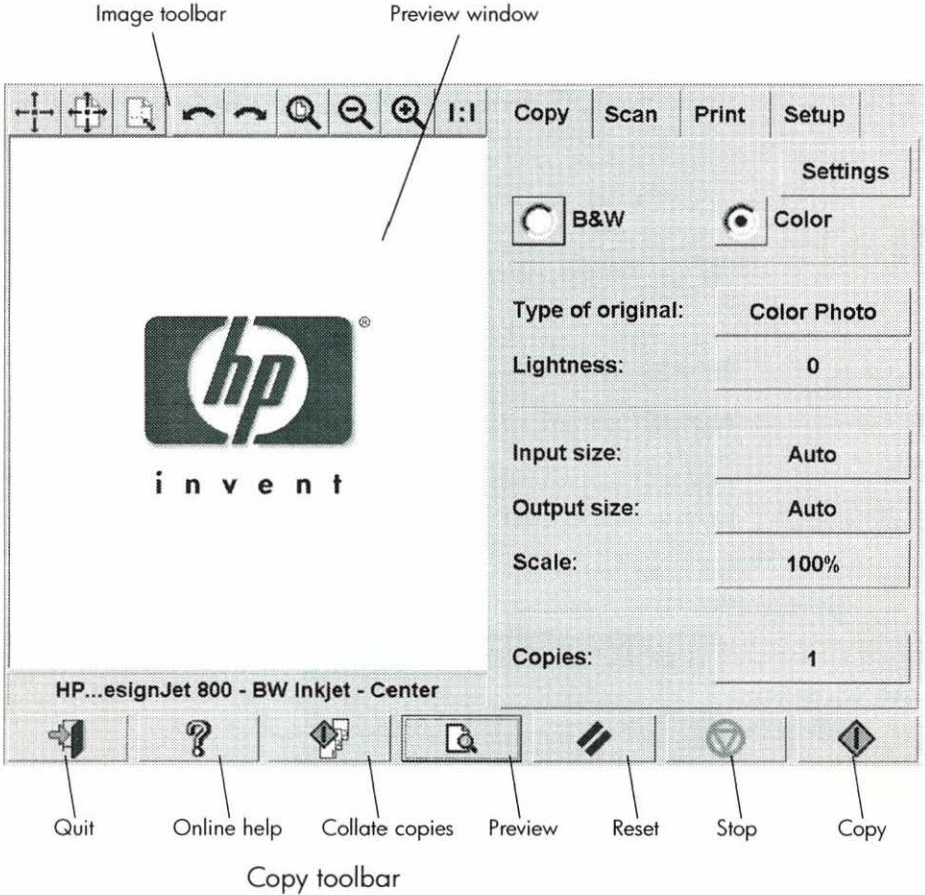 Image toolbar Preview window
1:1 Copy Scan Print Setup
Settings
B&W Color
Type of original: Color Photo
Lightness: 0
hp ®
invent
Input size: Auto
Output size: Auto
Scale: 100%
Copies: 1
HP...esignJet 800 - BW Inkjet - Center
Quit Online help Collate copies Preview Reset Stop Copy
Copy toolbar